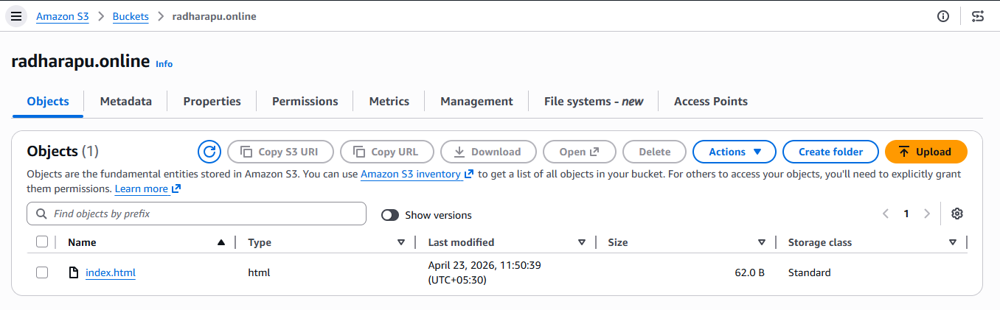 Amazon S3 > Buckets > radharapu.online
radharapu.online Info
Objects Metadata Properties Permissions Metrics Management File systems - new Access Points
Objects (1) Copy S3 URI Copy URL Download Open Delete Actions Create folder Upload
Objects are the fundamental entities stored in Amazon S3. You can use Amazon S3 inventory to get a list of all objects in your bucket. For others to access your objects, you'll need to explicitly grant
them permissions. Learn more
Find objects by prefix Show versions 1
Name Type Last modified Size Storage class
index.html html April 23, 2026, 11:50:39 62.0 B Standard
(UTC+05:30)